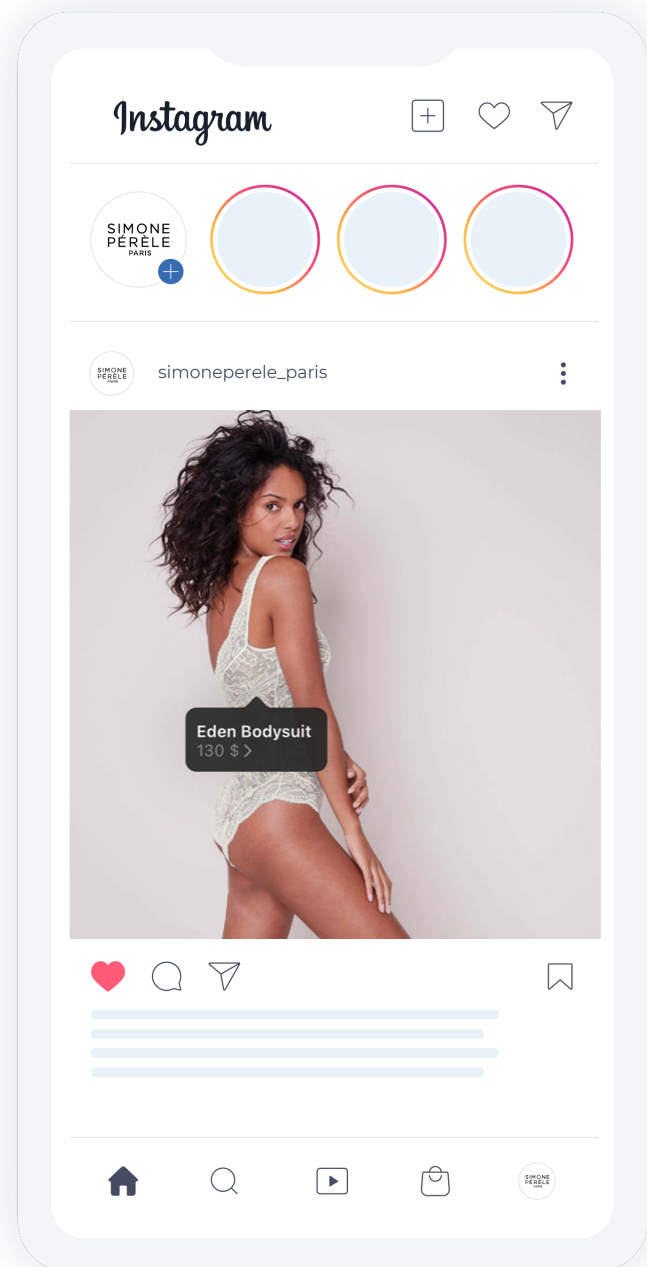 Instagram
SIMONE
PÉRÈLE
PARIS
SIMONE
PÉRÈLE
PARIS
simoneperele_paris
Eden Bodysuit
130 $ >
SIMONE
PÉRÈLE
PARIS